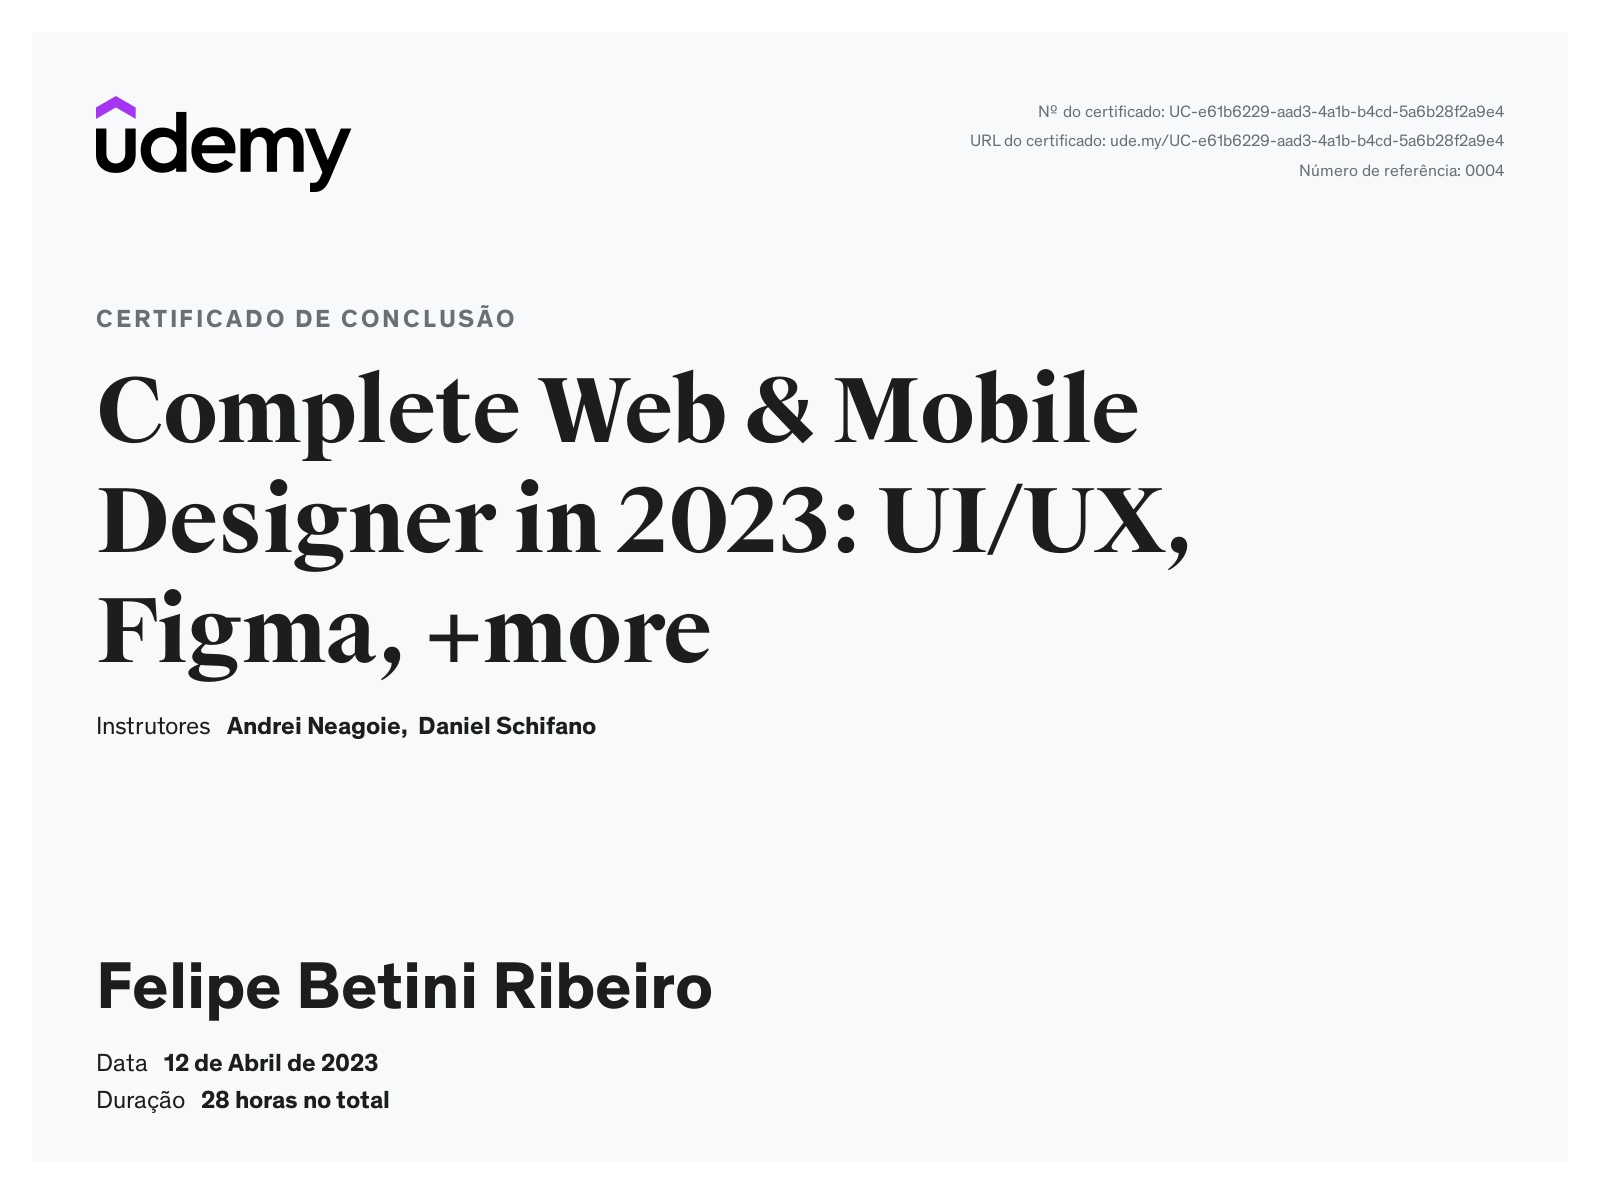 udemy
Nº do certificado: UC-e61b6229-aad3-4a1b-b4cd-5a6b28f2a9e4
URL do certificado: ude.my/UC-e61b6229-aad3-4a1b-b4cd-5a6b28f2a9e4
Número de referência: 0004
CERTIFICADO DE CONCLUSÃO
Complete Web & Mobile
Designer in 2023: UI/UX,
Figma, +more
Instrutores Andrei Neagoie, Daniel Schifano
Felipe Betini Ribeiro
Data 12 de Abril de 2023
Duração 28 horas no total